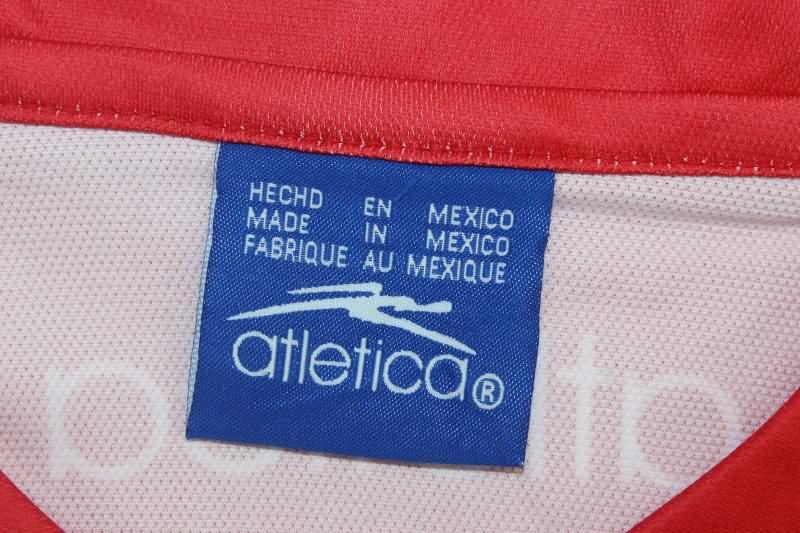 HECHD EN MEXICO
MADE IN MEXICO
FABRIQUE AU MEXIQUE
atletica®